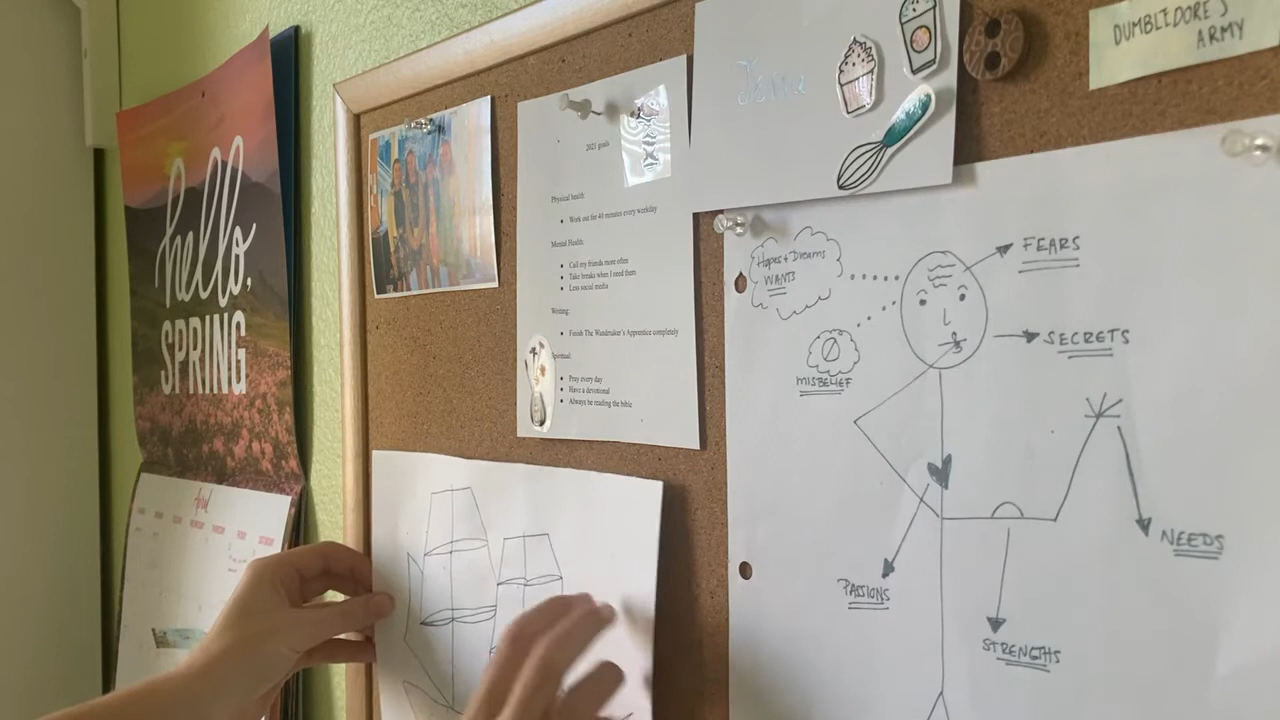 hello,
SPRING
April
2021 goals
Physical health:
Work out for 40 minutes every weekday
Mental Health:
Call my friends more often
Take breaks when I need them
Less social media
Writing:
Finish The Wandmaker's Apprentice completely
Pray every day
Have a devotional
Always be reading the bible
DUMBLEDORE'S
ARMY
Hopes + Dreams
WANTS
MISBELIEF
FEARS
SECRETS
NEEDS
PASSIONS
STRENGTHS